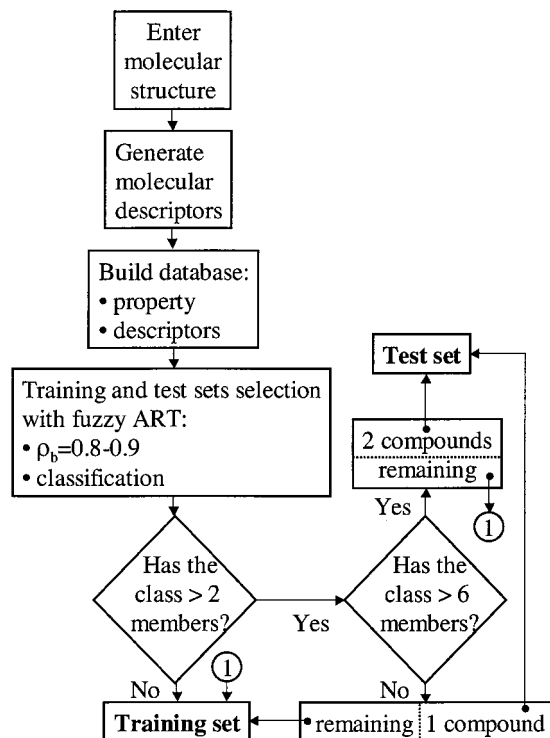 Enter
molecular
structure
Generate
molecular
descriptors
Build database:
• property
• descriptors
Training and test sets selection
with fuzzy ART:
• ρb=0.8-0.9
• classification
Test set
2 compounds
remaining
1
Yes
Has the
class > 2
members?
Yes
Has the
class > 6
members?
1
No
No
Training set
remaining
1 compound